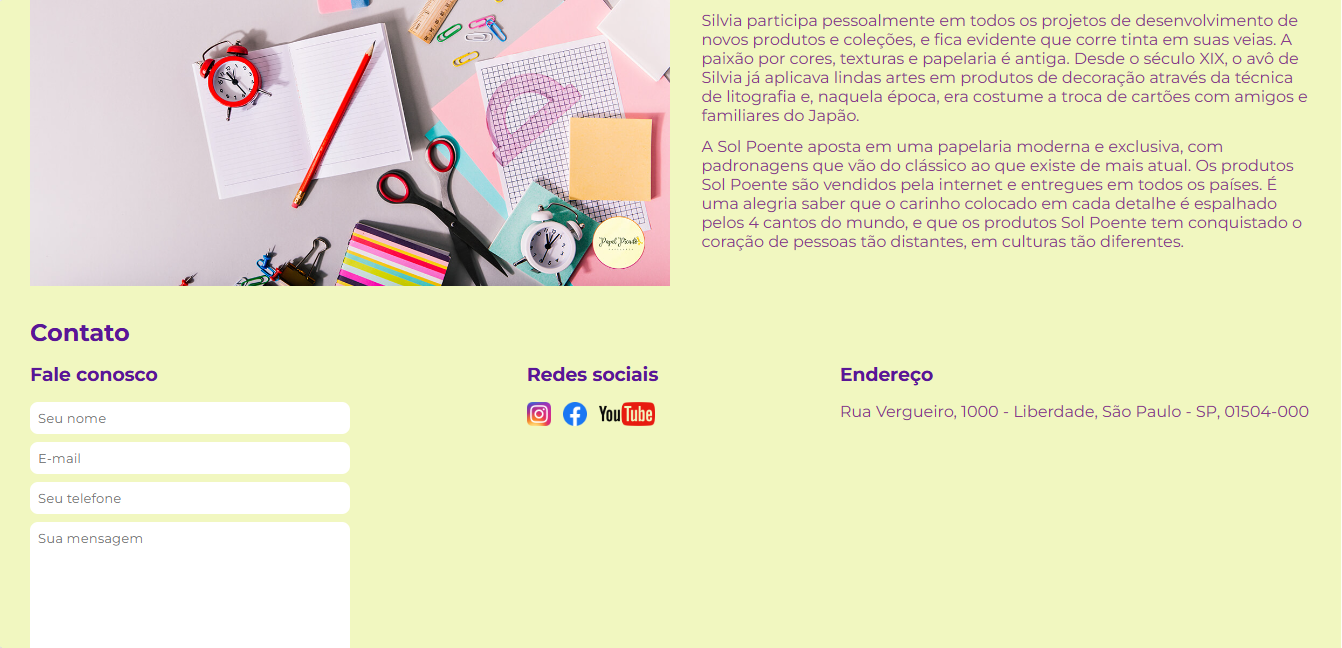 Silvia participa pessoalmente em todos os projetos de desenvolvimento de
novos produtos e coleções, e fica evidente que corre tinta em suas veias. A
paixão por cores, texturas e papelaria é antiga. Desde o século XIX, o avô de
Silvia já aplicava lindas artes em produtos de decoração através da técnica
de litografia e, naquela época, era costume a troca de cartões com amigos e
familiares do Japão.
A Sol Poente aposta em uma papelaria moderna e exclusiva, com
padronagens que vão do clássico ao que existe de mais atual. Os produtos
Sol Poente são vendidos pela internet e entregues em todos os países. É
uma alegria saber que o carinho colocado em cada detalhe é espalhado
pelos 4 cantos do mundo, e que os produtos Sol Poente tem conquistado o
coração de pessoas tão distantes, em culturas tão diferentes.
Contato
Fale conosco
Seu nome
E-mail
Seu telefone
Sua mensagem
Redes sociais
YouTube
Endereço
Rua Vergueiro, 1000 - Liberdade, São Paulo - SP, 01504-000